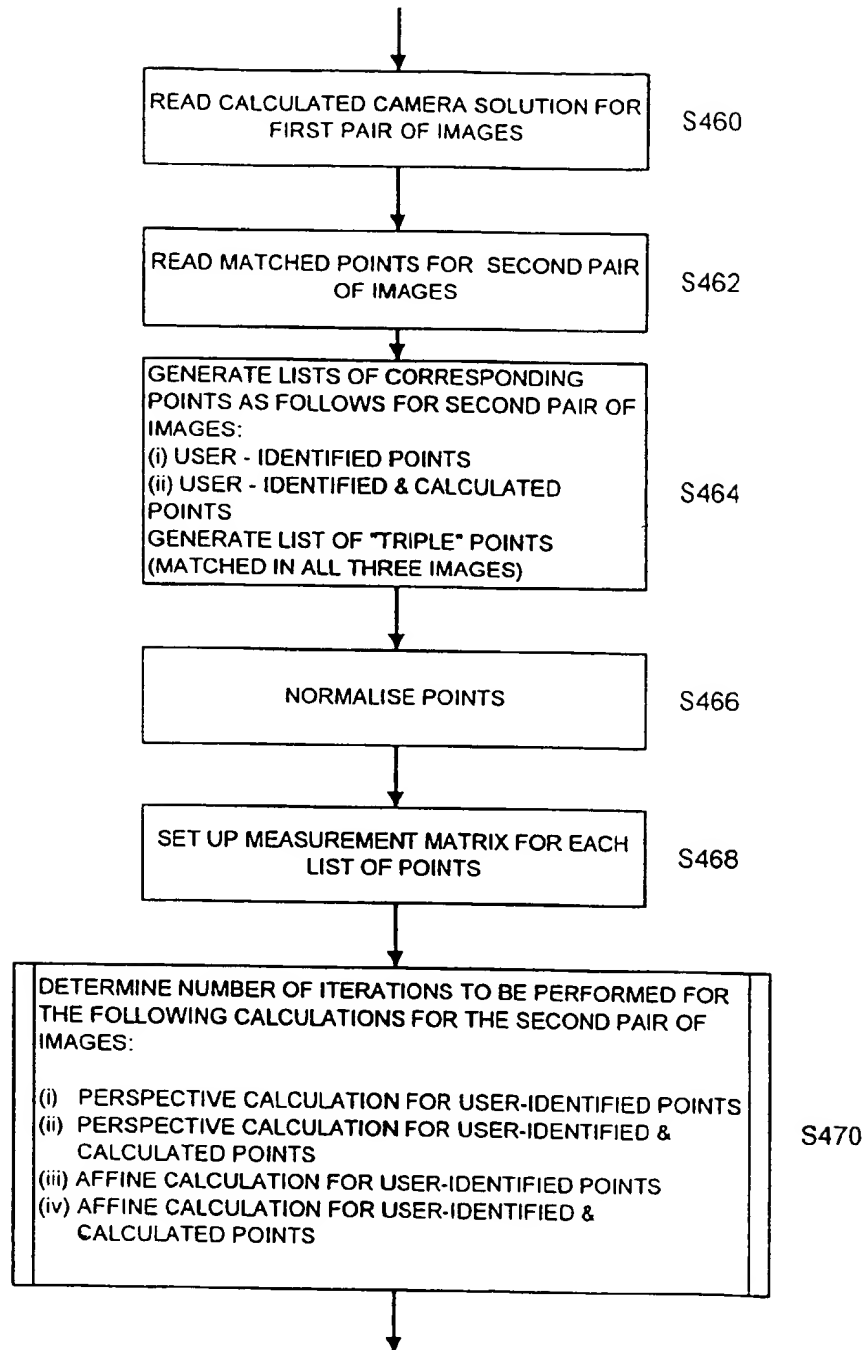 READ CALCULATED CAMERA SOLUTION FOR
FIRST PAIR OF IMAGES
S460
READ MATCHED POINTS FOR SECOND PAIR
OF IMAGES
S462
GENERATE LISTS OF CORRESPONDING
POINTS AS FOLLOWS FOR SECOND PAIR OF
IMAGES:
(i) USER - IDENTIFIED POINTS
(ii) USER - IDENTIFIED & CALCULATED
POINTS
GENERATE LIST OF "TRIPLE" POINTS
(MATCHED IN ALL THREE IMAGES)
S464
NORMALISE POINTS
S466
SET UP MEASUREMENT MATRIX FOR EACH
LIST OF POINTS
S468
DETERMINE NUMBER OF ITERATIONS TO BE PERFORMED FOR
THE FOLLOWING CALCULATIONS FOR THE SECOND PAIR OF
IMAGES:
(i) PERSPECTIVE CALCULATION FOR USER-IDENTIFIED POINTS
(ii) PERSPECTIVE CALCULATION FOR USER-IDENTIFIED &
CALCULATED POINTS
(iii) AFFINE CALCULATION FOR USER-IDENTIFIED POINTS
(iv) AFFINE CALCULATION FOR USER-IDENTIFIED &
CALCULATED POINTS
S470